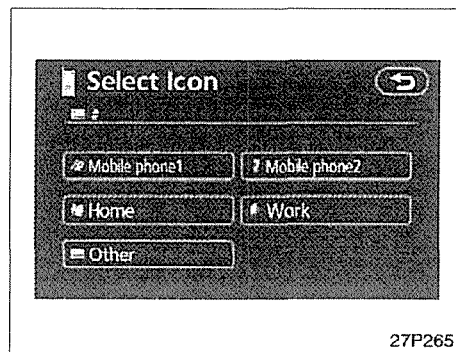 Select Icon
#
Mobile phone1 Mobile phone2
Home Work
Other
27P265